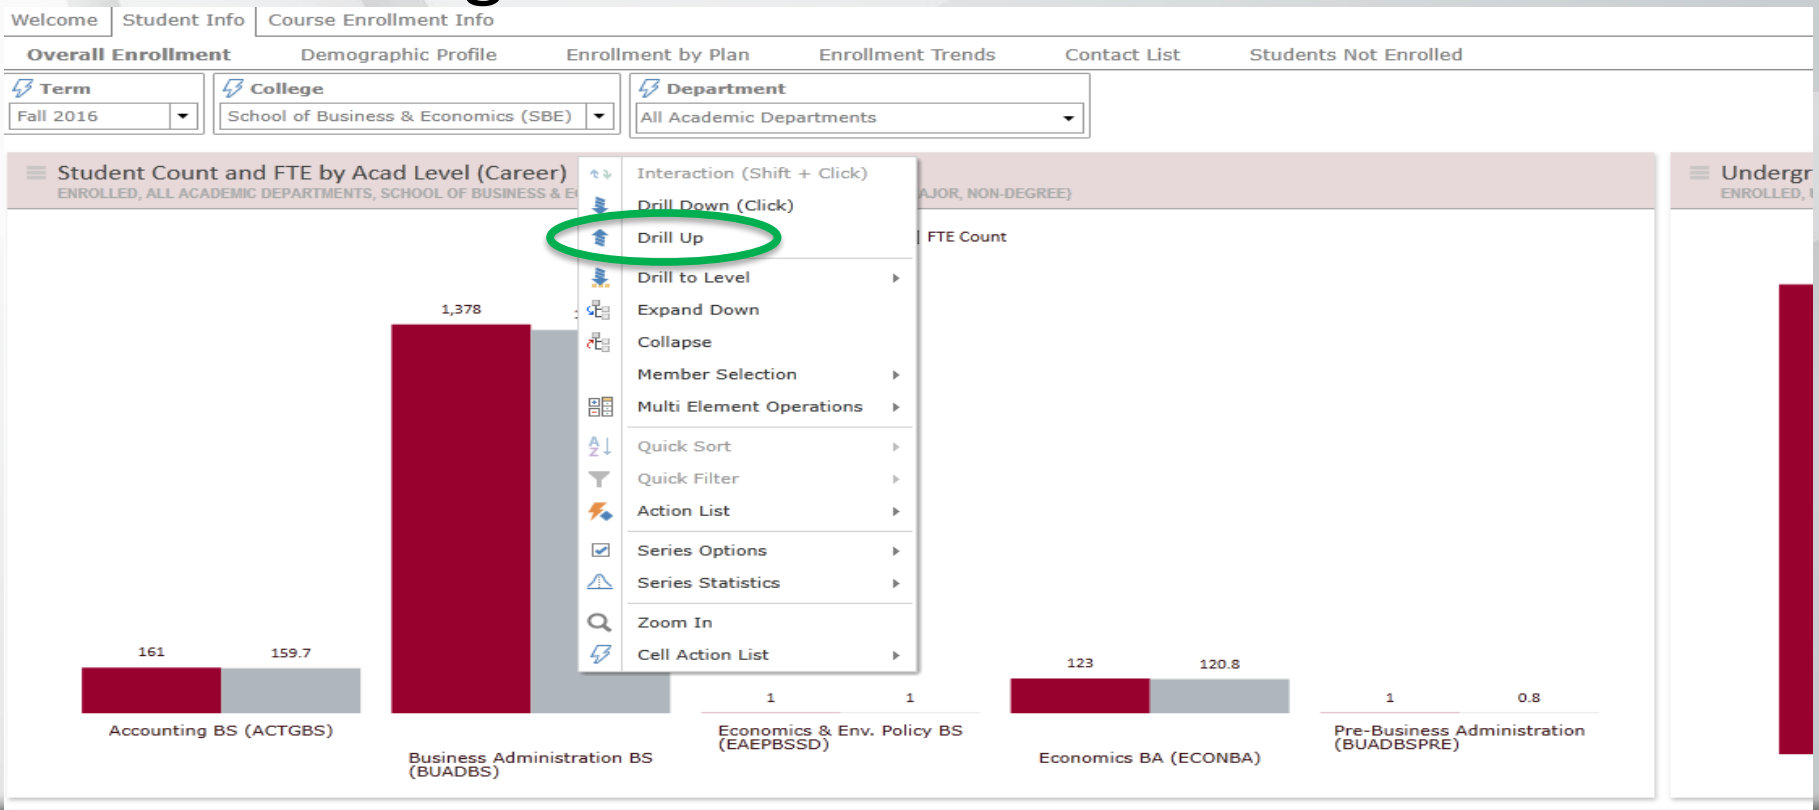 Welcome Student Info Course Enrollment Info
Overall Enrollment Demographic Profile Enrollment by Plan Enrollment Trends Contact List Students Not Enrolled
Term College Department
Fall 2016 School of Business & Economics (SBE) All Academic Departments
Student Count and FTE by Acad Level (Career)
ENROLLED, ALL ACADEMIC DEPARTMENTS, SCHOOL OF BUSINESS & NON-DEGREE)
Interaction (Shift + Click)
Drill Down (Click)
Drill Up
FTE Count
Drill to Level
Expand Down
Collapse
Member Selection
Multi Element Operations
Quick Sort
Quick Filter
Action List
Series Options
Series Statistics
Zoom In
Cell Action List
ENROLLED,
1,378
161 159.7
1 1
123 120.8
1 0.8
Accounting BS (ACTGBS)
Business Administration BS
(BUADBS)
Economics & Env. Policy BS
(EAEPBSSD)
Economics BA (ECONBA)
Pre-Business Administration
(BUADBSPRE)